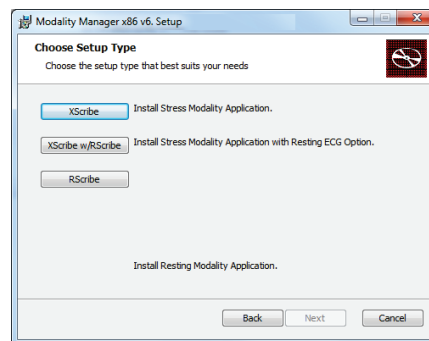 Modality Manager x86 v6. Setup
Choose Setup Type
Choose the setup type that best suits your needs
XScribe Install Stress Modality Application.
XScribe w/RScribe Install Stress Modality Application with Resting ECG Option.
RScribe
Install Resting Modality Application.
Back Next Cancel